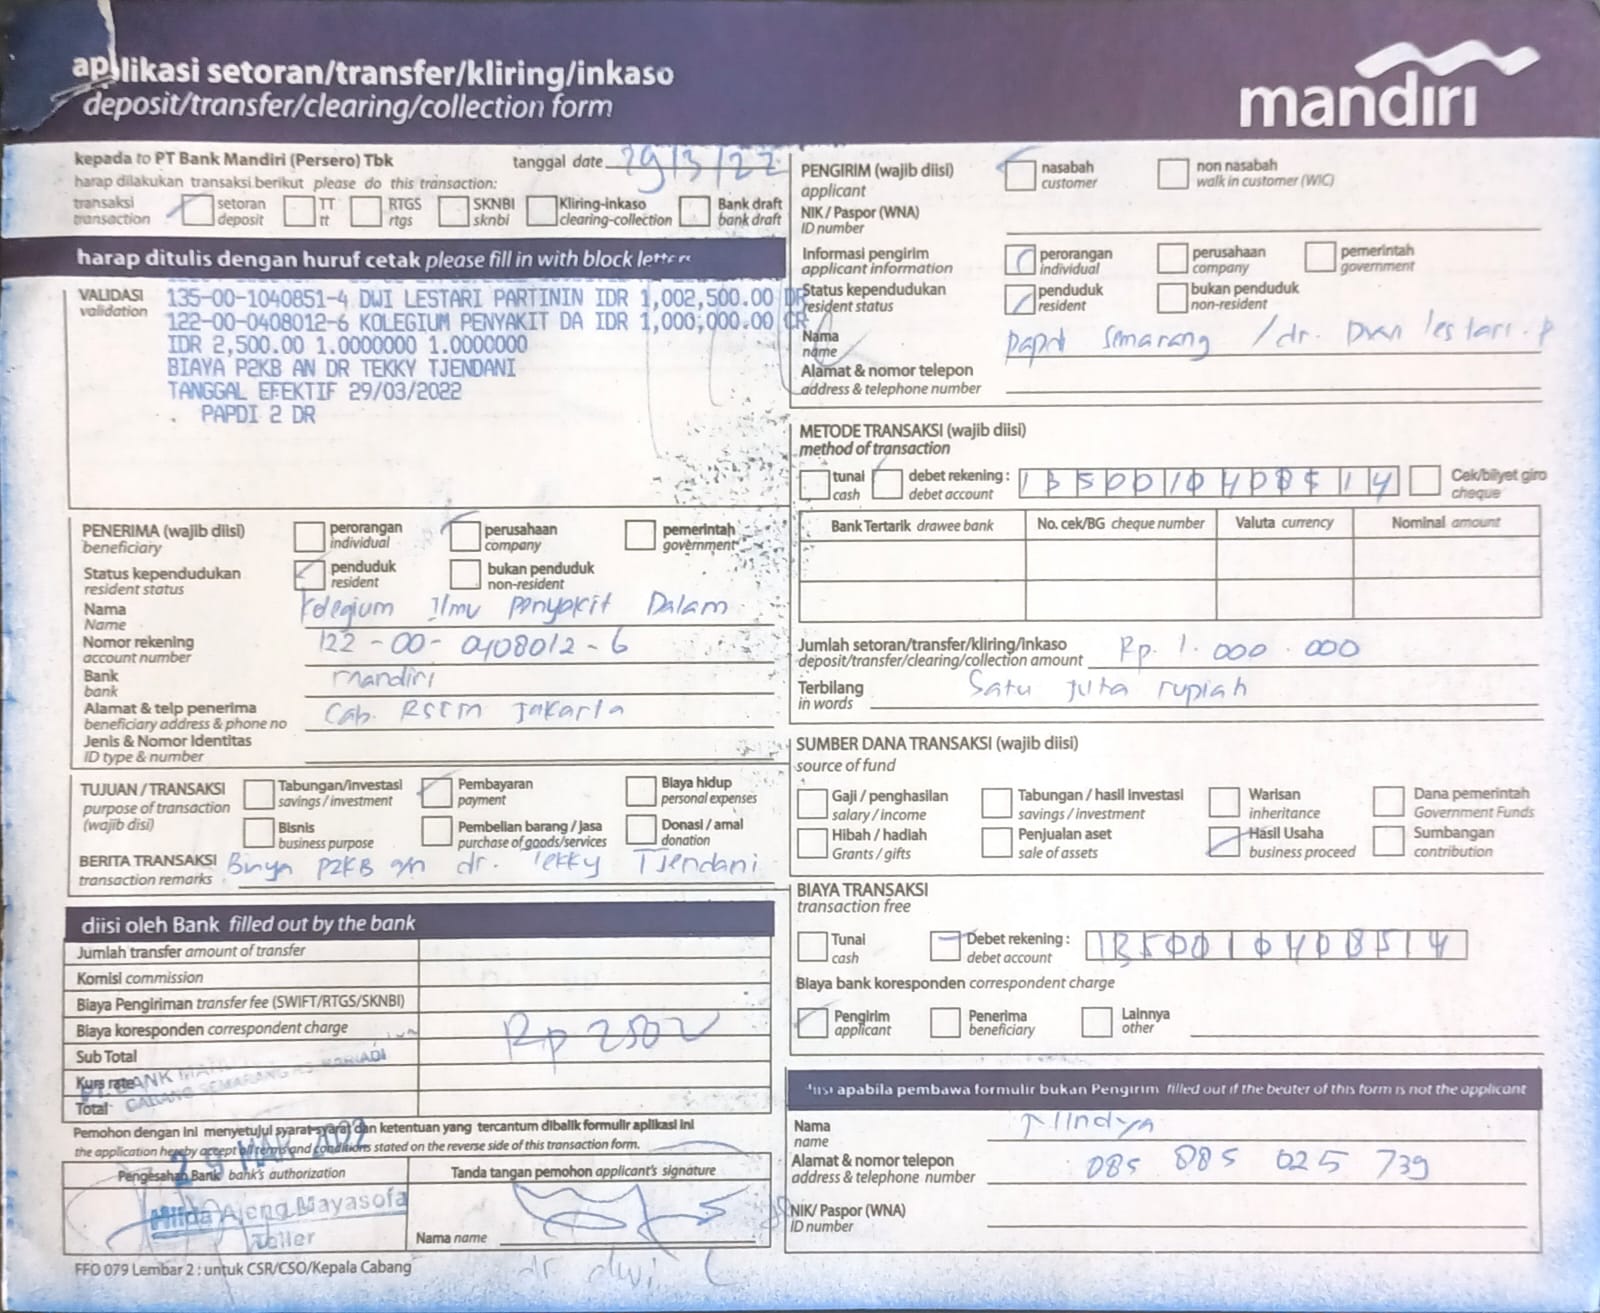 aplikasi setoran/transfer/kliring/inkaso
deposit/transfer/clearing/collection form
mandiri
kepada to PT Bank Mandiri (Persero) Tbk
tanggal date 29/3/22
harap dilakukan transaksi berikut please do this transaction:
transaksi transaction
setoran deposit
TT tt
RTGS rtgs
SKNBI sknbi
Kliring-inkaso clearing-collection
Bank draft bank draft
harap ditulis dengan huruf cetak please fill in with block letter
VALIDASI validation
135-00-1040851-4 DWI LESTARI PARTININ IDR 1,002,500.00 DR
122-00-0408012-6 KOLEGIUM PENYAKIT DA IDR 1,000,000.00 CR
IDR 2,500.00 1.0000000 1.0000000
BIAYA P2KB AN DR TEKKY TJENDANI
TANGGAL EFEKTIF 29/03/2022
PAPDI 2 DR
PENERIMA (wajib diisi) beneficiary
perorangan individual
perusahaan company
pemerintah government
Status kependudukan resident status
penduduk resident
bukan penduduk non-resident
Nama Name Kolegium Ilmu Penyakit Dalam
Nomor rekening account number 122-00-0408012-6
Bank bank Mandiri
Alamat & telp penerima beneficiary address & phone no Cab. RSCM Jakarta
Jenis & Nomor Identitas ID type & number
TUJUAN / TRANSAKSI purpose of transaction (wajib disi)
Tabungan/investasi savings / investment
Pembayaran payment
Biaya hidup personal expenses
Bisnis business purpose
Pembelian barang / jasa purchase of goods/services
Donasi / amal donation
BERITA TRANSAKSI transaction remarks Biaya P2KB an dr. Tekky Tjendani
diisi oleh Bank filled out by the bank
Jumlah transfer amount of transfer
Komisi commission
Biaya Pengiriman transfer fee (SWIFT/RTGS/SKNBI)
Biaya koresponden correspondent charge Rp 2500
Sub Total
Kurs rate
Total
Pemohon dengan ini menyetujui syarat-syarat dan ketentuan yang tercantum dibalik formulir aplikasi ini
the application hereby accept all terms and conditions stated on the reverse side of this transaction form.
29 MAR 2022
Pengesahan Bank bank's authorization
Tanda tangan pemohon applicant's signature
Hilda Ajeng Mayasofa
Teller
Nama name
dr dwi L
FFO 079 Lembar 2 : untuk CSR/CSO/Kepala Cabang
PENGIRIM (wajib diisi) applicant
nasabah customer
non nasabah walk in customer (WIC)
NIK / Paspor (WNA) ID number
Informasi pengirim applicant information
perorangan individual
perusahaan company
pemerintah government
Status kependudukan resident status
penduduk resident
bukan penduduk non-resident
Nama name Papdi Semarang / dr. Dwi lestari. P
Alamat & nomor telepon address & telephone number
METODE TRANSAKSI (wajib diisi) method of transaction
tunal cash
debet rekening : debet account 1350010408514
Cek/bilyet giro cheque
Bank Tertarik drawee bank
No. cek/BG cheque number
Valuta currency
Nominal amount
Jumlah setoran/transfer/kliring/inkaso deposit/transfer/clearing/collection amount Rp. 1.000.000
Terbilang in words Satu juta rupiah
SUMBER DANA TRANSAKSI (wajib diisi) source of fund
Gaji / penghasilan salary / income
Tabungan / hasil investasi savings / investment
Warisan inheritance
Dana pemerintah Government Funds
Hibah / hadiah Grants / gifts
Penjualan aset sale of assets
Hasil Usaha business proceed
Sumbangan contribution
BIAYA TRANSAKSI transaction free
Tunal cash
Debet rekening : debet account 1350010408514
Biaya bank koresponden correspondent charge
Pengirim applicant
Penerima beneficiary
Lainnya other
apabila pembawa formulir bukan Pengirim filled out if the beuter of this form is not the applicant
Nama name Nindya
Alamat & nomor telepon address & telephone number 085 885 025 739
NIK/ Paspor (WNA) ID number